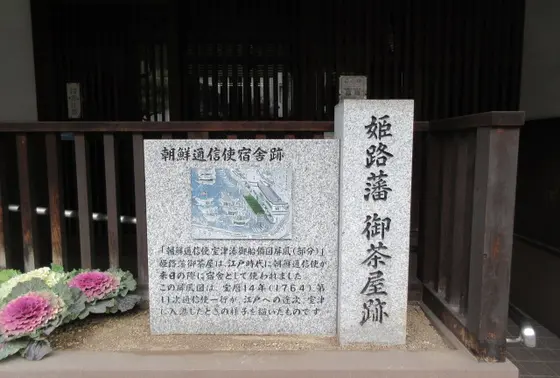 朝鮮通信使宿舎跡
「朝鮮通信使室津湊御船備図屏風(部分)」
姫路藩御茶屋は、江戸時代に朝鮮通信使が
来日の際に宿舎として使われました。
この屏風図は、宝暦14年(1764)第
11次通信使一行が、江戸への途次、室津
に入港したときの様子を描いたものです。
姫路藩 御茶屋跡